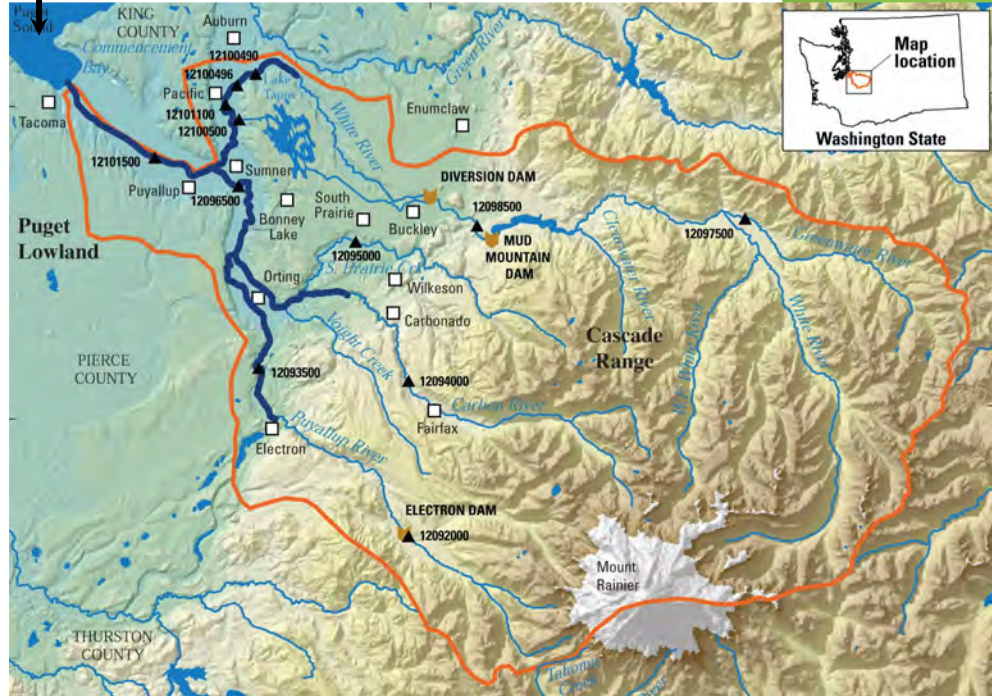 Puget
Sound
KING
COUNTY
Auburn
Commencement
Bay
12100490
12100496
Green River
Map
location
Washington State
Pacific
Lake
Tapps
Tacoma
12101100
12100500
White River
Enumclaw
12101500
Sumner
Puyallup
12096500
DIVERSION DAM
South
Prairie
Bonney
Lake
Buckley
12098500
12097500
Puget
Lowland
MUD
MOUNTAIN
DAM
Clearwater River
Greenwater River
12095000
S. Prairie Crk
Orting
Wilkeson
Carbonado
Voight Creek
Cascade
Range
W.F. White River
White River
PIERCE
COUNTY
12093500
12094000
Carbon River
Fairfax
Puyallup River
Electron
ELECTRON DAM
12092000
Mount
Rainier
THURSTON
COUNTY
Tahoma
Creek
River